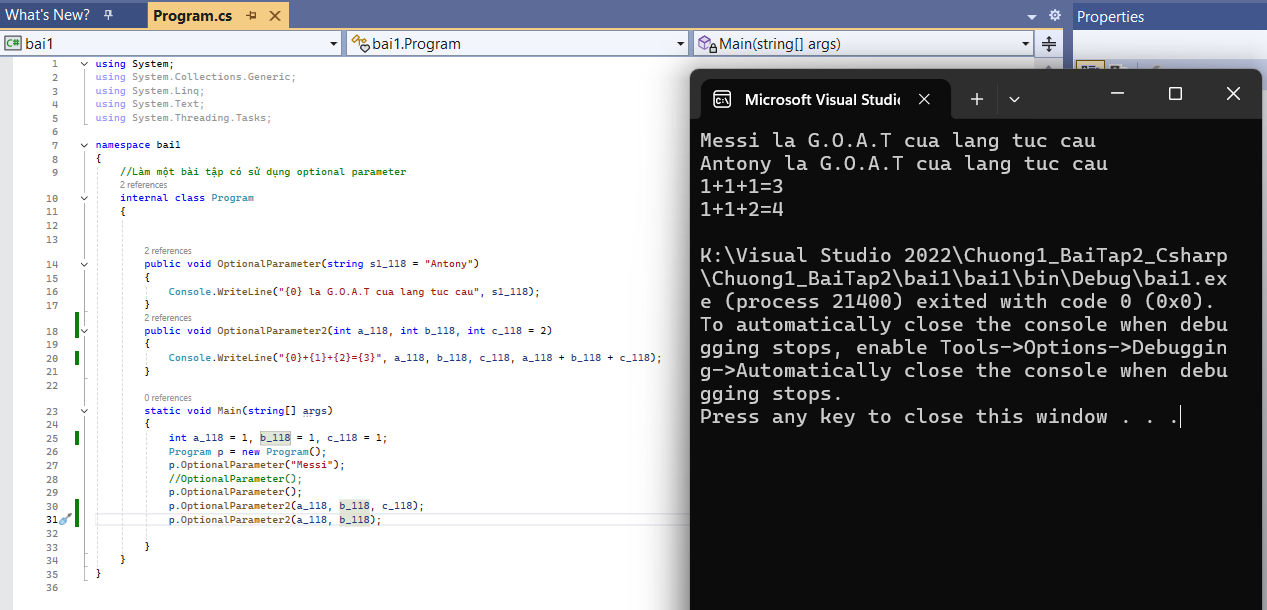 What's New?
Program.cs
Properties
C# bai1
bai1.Program
Main(string[] args)
1 using System;
2 using System.Collections.Generic;
3 using System.Linq;
4 using System.Text;
5 using System.Threading.Tasks;
6
7 namespace bai1
8 {
9 //Làm một bài tập có sử dụng optional parameter
2 references
10 internal class Program
11 {
12
13
2 references
14 public void OptionalParameter(string s1_118 = "Antony")
15 {
16 Console.WriteLine("{0} la G.O.A.T cua lang tuc cau", s1_118);
17 }
2 references
18 public void OptionalParameter2(int a_118, int b_118, int c_118 = 2)
19 {
20 Console.WriteLine("{0}+{1}+{2}={3}", a_118, b_118, c_118, a_118 + b_118 + c_118);
21 }
22
0 references
23 static void Main(string[] args)
24 {
25 int a_118 = 1, b_118 = 1, c_118 = 1;
26 Program p = new Program();
27 p.OptionalParameter("Messi");
28 //OptionalParameter();
29 p.OptionalParameter();
30 p.OptionalParameter2(a_118, b_118, c_118);
31 p.OptionalParameter2(a_118, b_118);
32
33 }
34 }
35 }
36
Microsoft Visual Studi
Messi la G.O.A.T cua lang tuc cau
Antony la G.O.A.T cua lang tuc cau
1+1+1=3
1+1+2=4
K:\Visual Studio 2022\Chuong1_BaiTap2_Csharp
\Chuong1_BaiTap2\bai1\bai1\bin\Debug\bai1.ex
e (process 21400) exited with code 0 (0x0).
To automatically close the console when debu
gging stops, enable Tools->Options->Debuggin
g->Automatically close the console when debu
gging stops.
Press any key to close this window . . .